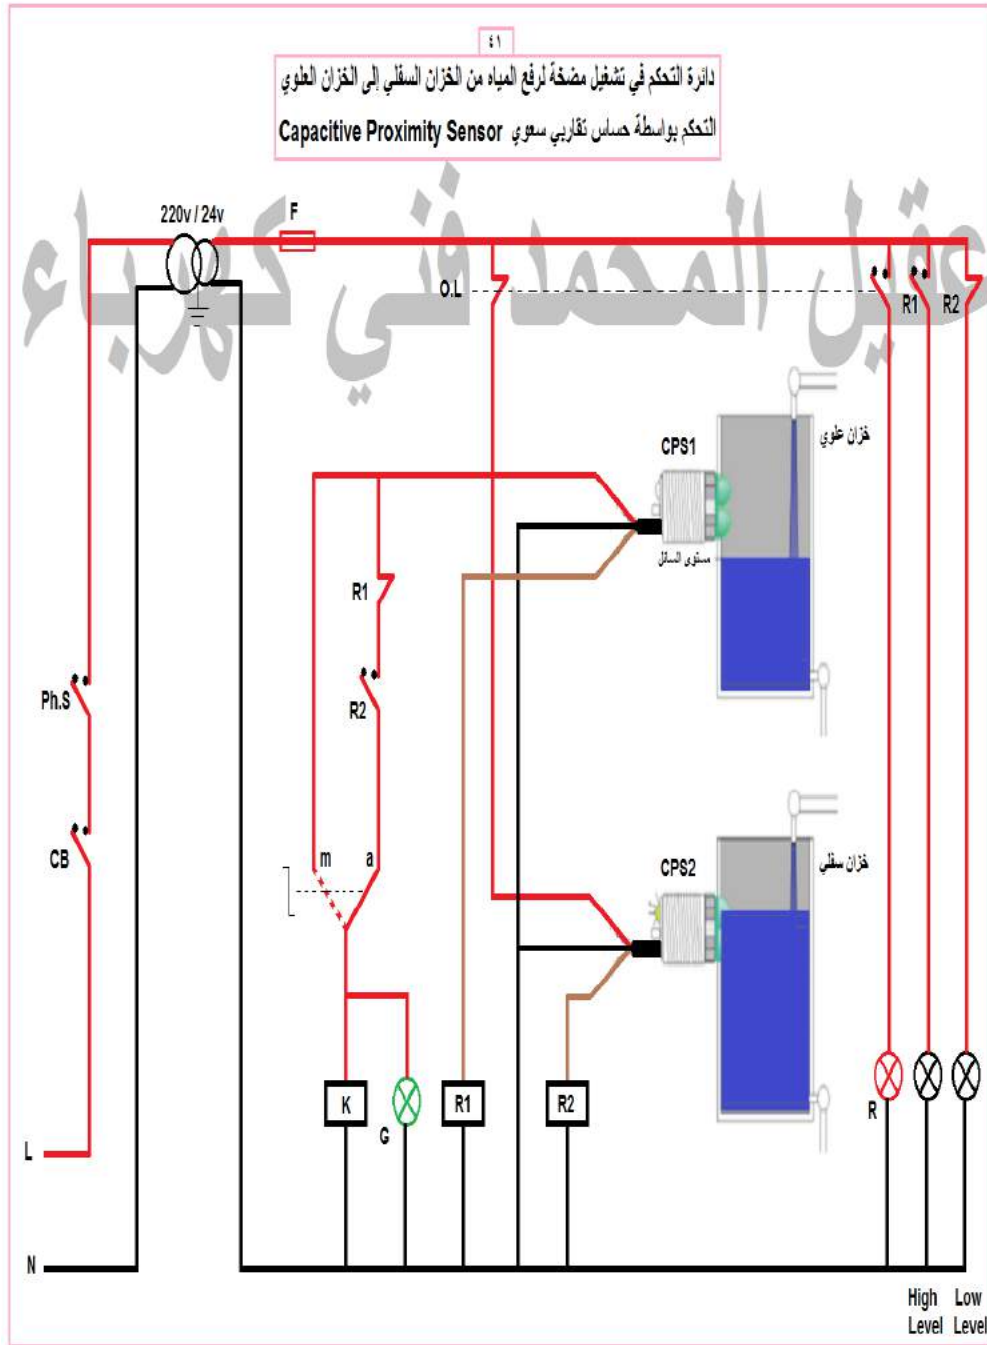 ٤١
دائرة التحكم في تشغيل مضخة لرفع المياه من الخزان السفلي إلى الخزان العلوي
التحكم بواسطة حساس تقاربي سعوي Capacitive Proximity Sensor
عقيل المحمد فني كهرباء
220v / 24v
F
O.L
R1
R2
خزان علوي
CPS1
مستوى السائل
R1
Ph.S
R2
خزان سفلي
CB
m
a
CPS2
K
G
R1
R2
R
L
N
High Level
Low Level